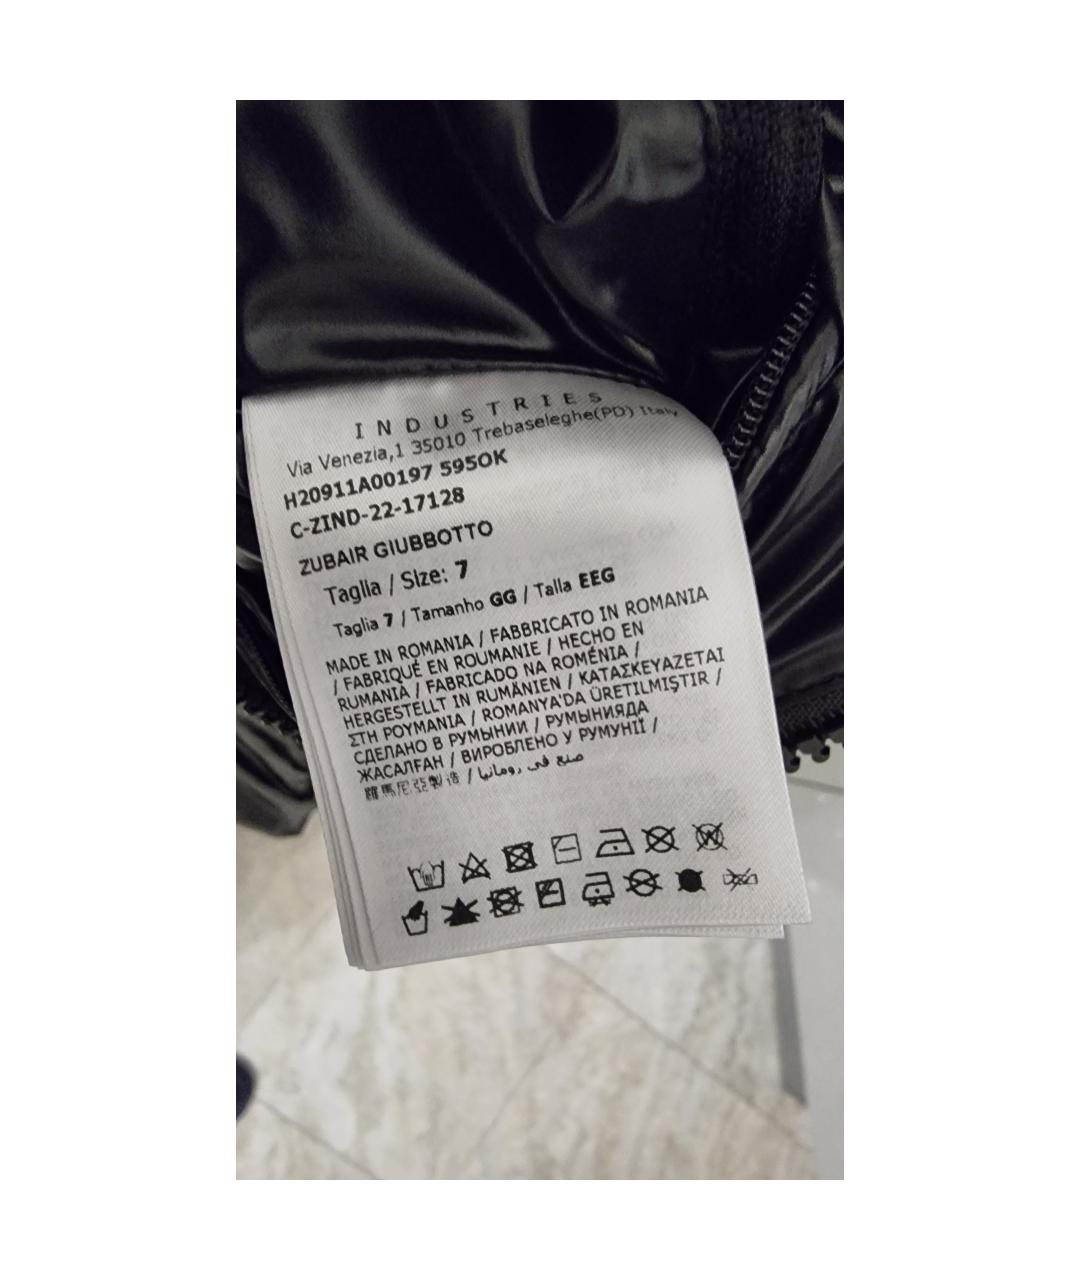 INDUSTRIES
Via Venezia,1 35010 Trebaseleghe(PD) Italy
H20911A00197 595OK
C-ZIND-22-17128
ZUBAIR GIUBBOTTO
Taglia / Size: 7
Taglia 7 / Tamanho GG / Talla EEG
MADE IN ROMANIA / FABBRICATO IN ROMANIA
/ FABRIQUÉ EN ROUMANIE / HECHO EN
RUMANIA / FABRICADO NA ROMÉNIA /
HERGESTELLT IN RUMÄNIEN / ΚΑΤΑΣΚΕΥΑΖΕΤΑΙ
ΣΤΗ ΡΟΥΜΑΝΙΑ / ROMANYA'DA ÜRETILMIŞTIR /
СДЕЛАНО В РУМЫНИИ / РУМЫНИЯДА
ЖАСАЛҒАН / ВИРОБЛЕНО У РУМУНІЇ /
羅馬尼亞製造 / صنع في رومانيا
W